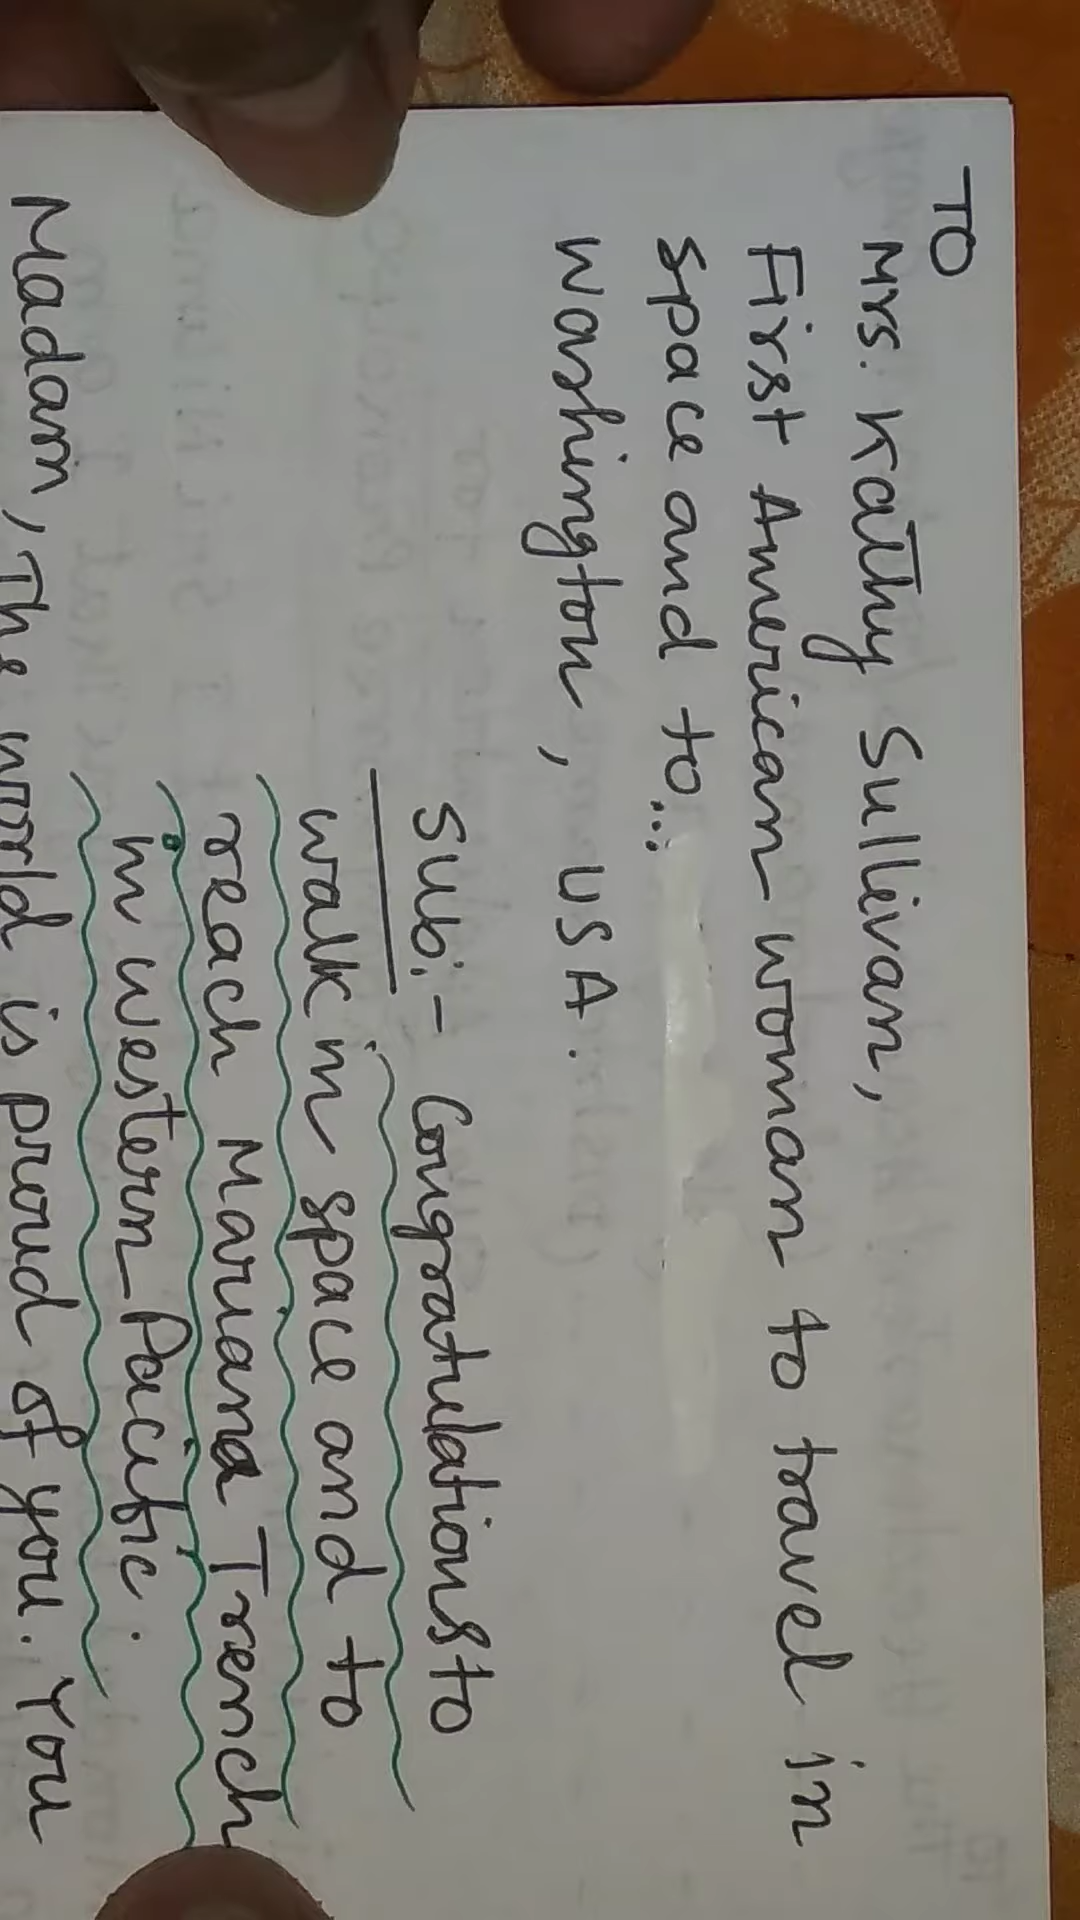 TO
Mrs. Kathy Sullivan,
First American woman to travel in
space and to...
Washington, USA.
Sub:- Congratulations to
walk in space and to
reach Mariana Trench
in western Pacific.
Madam, The world is proud of you. You